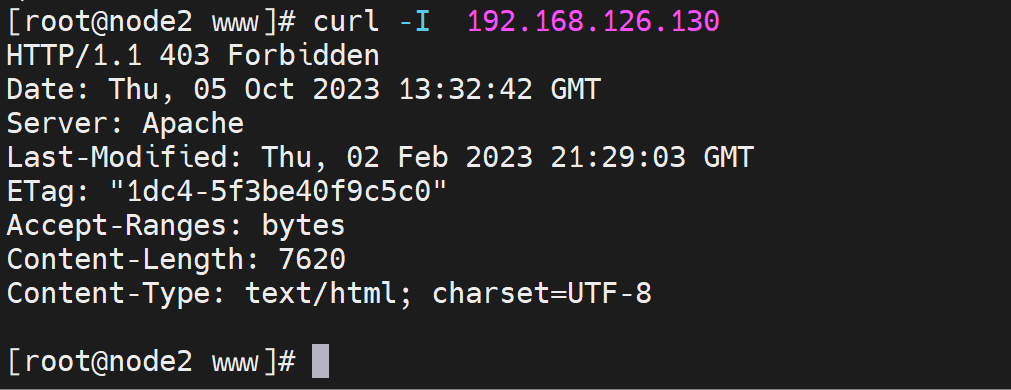 [root@node2 www]# curl -I  192.168.126.130
HTTP/1.1 403 Forbidden
Date: Thu, 05 Oct 2023 13:32:42 GMT
Server: Apache
Last-Modified: Thu, 02 Feb 2023 21:29:03 GMT
ETag: "1dc4-5f3be40f9c5c0"
Accept-Ranges: bytes
Content-Length: 7620
Content-Type: text/html; charset=UTF-8
[root@node2 www]#